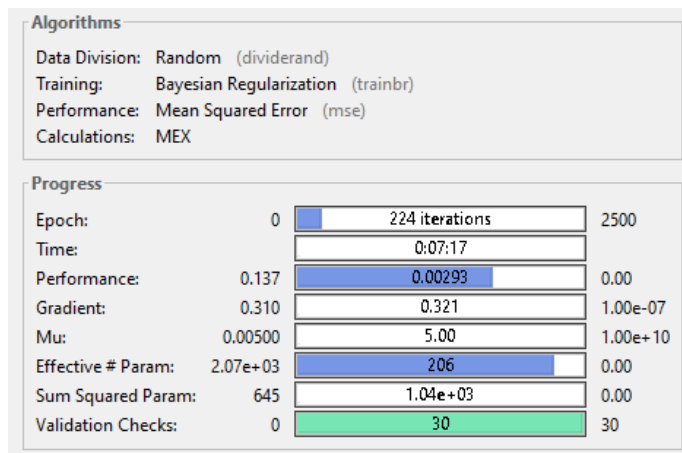 Algorithms
Data Division: Random (dividerand)
Training: Bayesian Regularization (trainbr)
Performance: Mean Squared Error (mse)
Calculations: MEX
Progress
Epoch: 0 224 iterations 2500
Time: 0:07:17
Performance: 0.137 0.00293 0.00
Gradient: 0.310 0.321 1.00e-07
Mu: 0.00500 5.00 1.00e+10
Effective # Param: 2.07e+03 206 0.00
Sum Squared Param: 645 1.04e+03 0.00
Validation Checks: 0 30 30